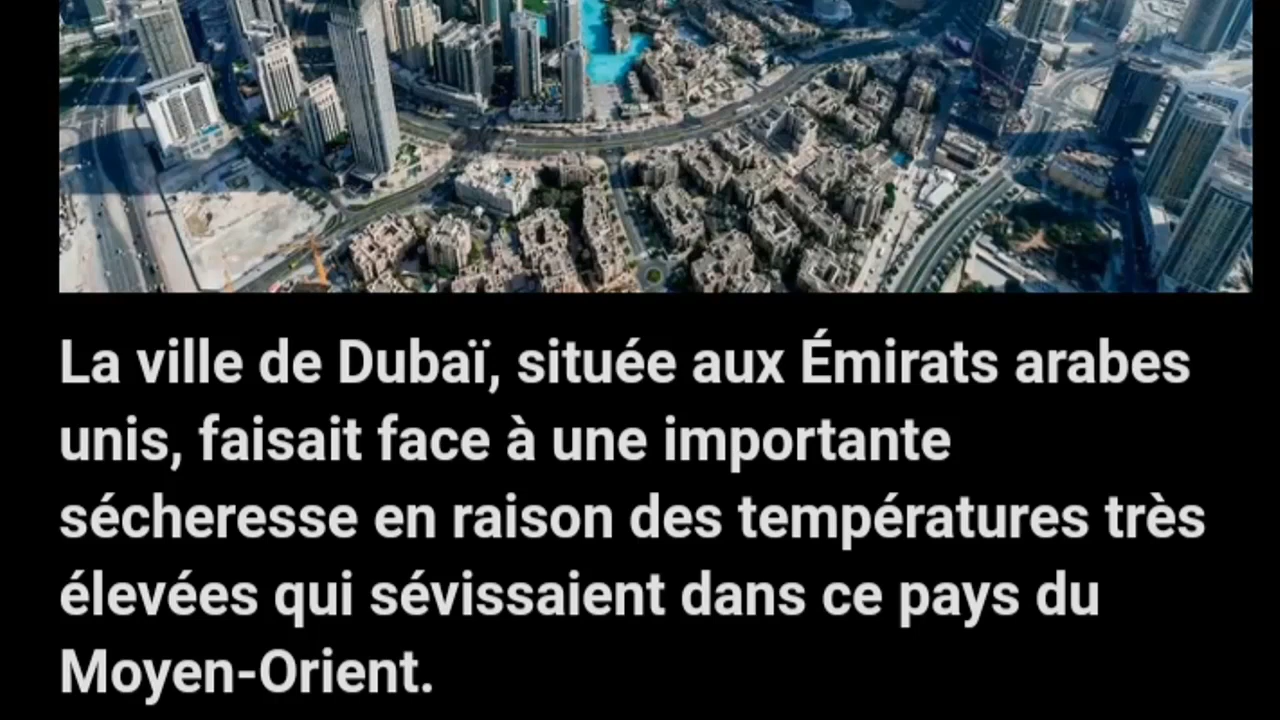 La ville de Dubaï, située aux Émirats arabes
unis, faisait face à une importante
sécheresse en raison des températures très
élevées qui sévissaient dans ce pays du
Moyen-Orient.